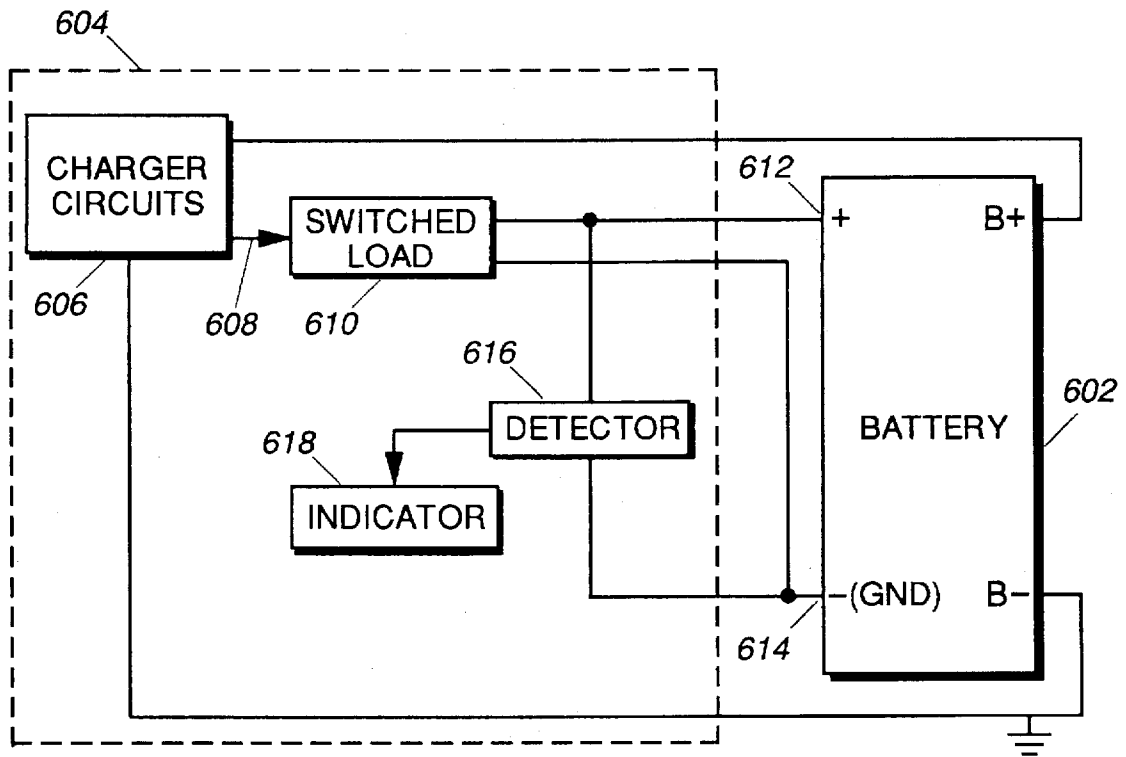 604
CHARGER
CIRCUITS
606
608
SWITCHED
LOAD
610
612
+
B+
616
DETECTOR
618
INDICATOR
BATTERY
602
-(GND)
B-
614